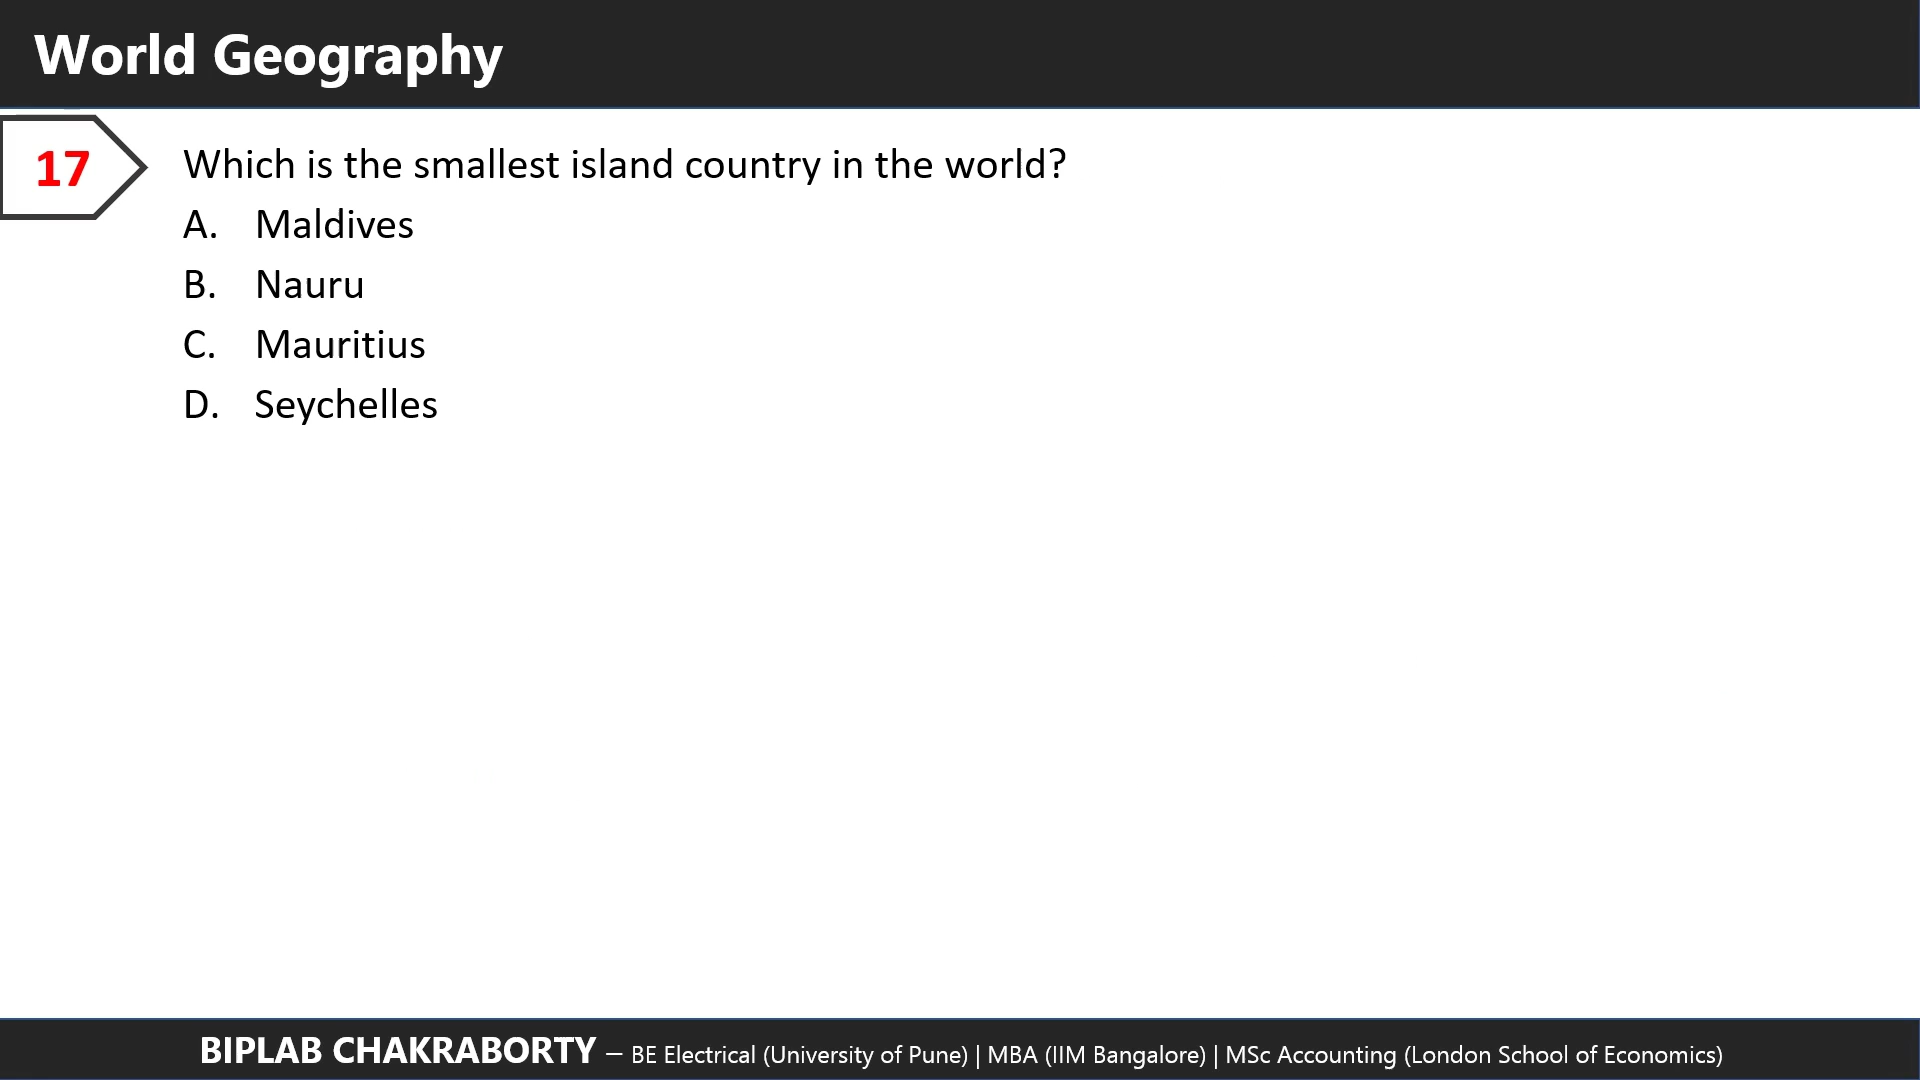 World Geography
17
Which is the smallest island country in the world?
A. Maldives
B. Nauru
C. Mauritius
D. Seychelles
BIPLAB CHAKRABORTY – BE Electrical (University of Pune) | MBA (IIM Bangalore) | MSc Accounting (London School of Economics)